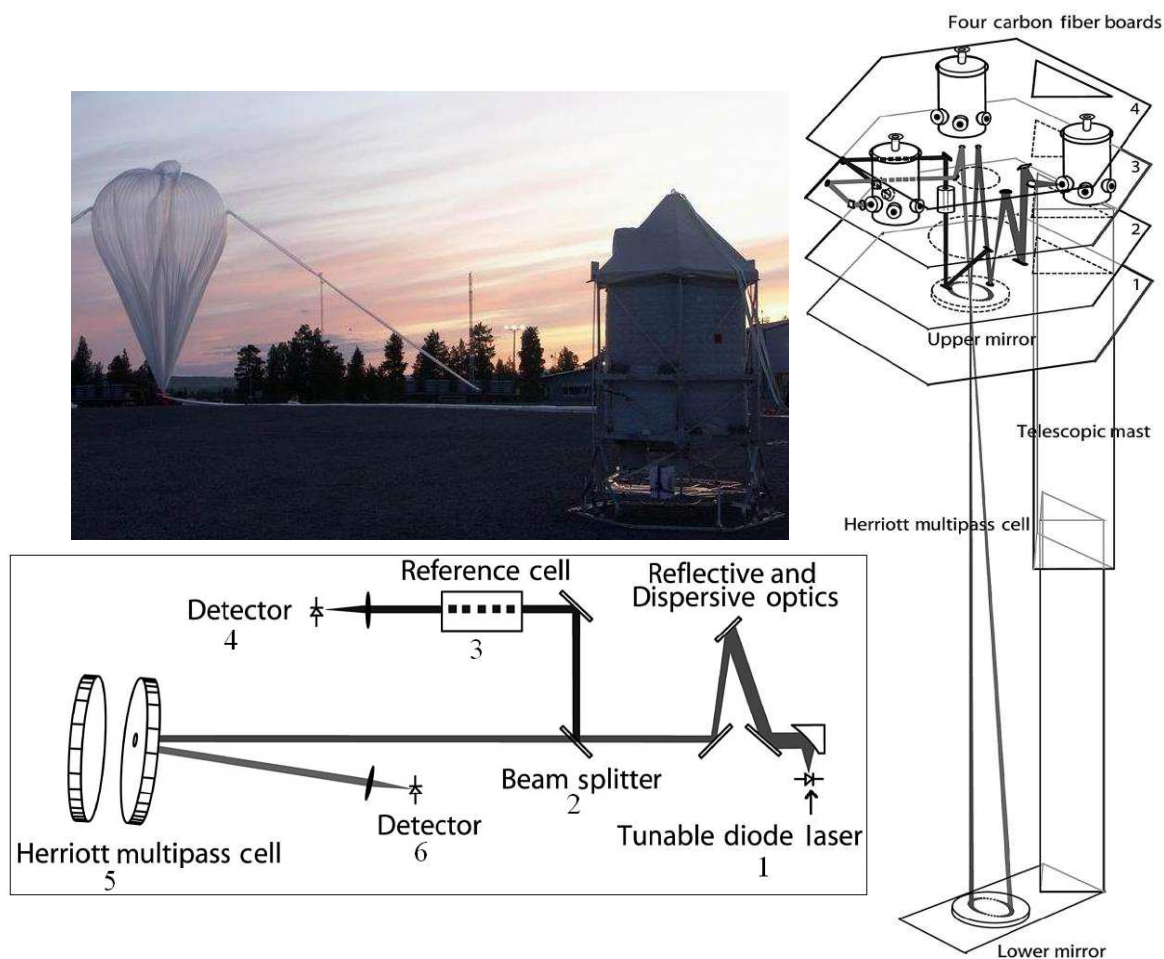 Four carbon fiber boards
4
3
2
1
Upper mirror
Telescopic mast
Herriott multipass cell
Lower mirror
Reference cell
3
Reflective and
Dispersive optics
Detector
4
Beam splitter
2
Detector
6
Tunable diode laser
1
Herriott multipass cell
5